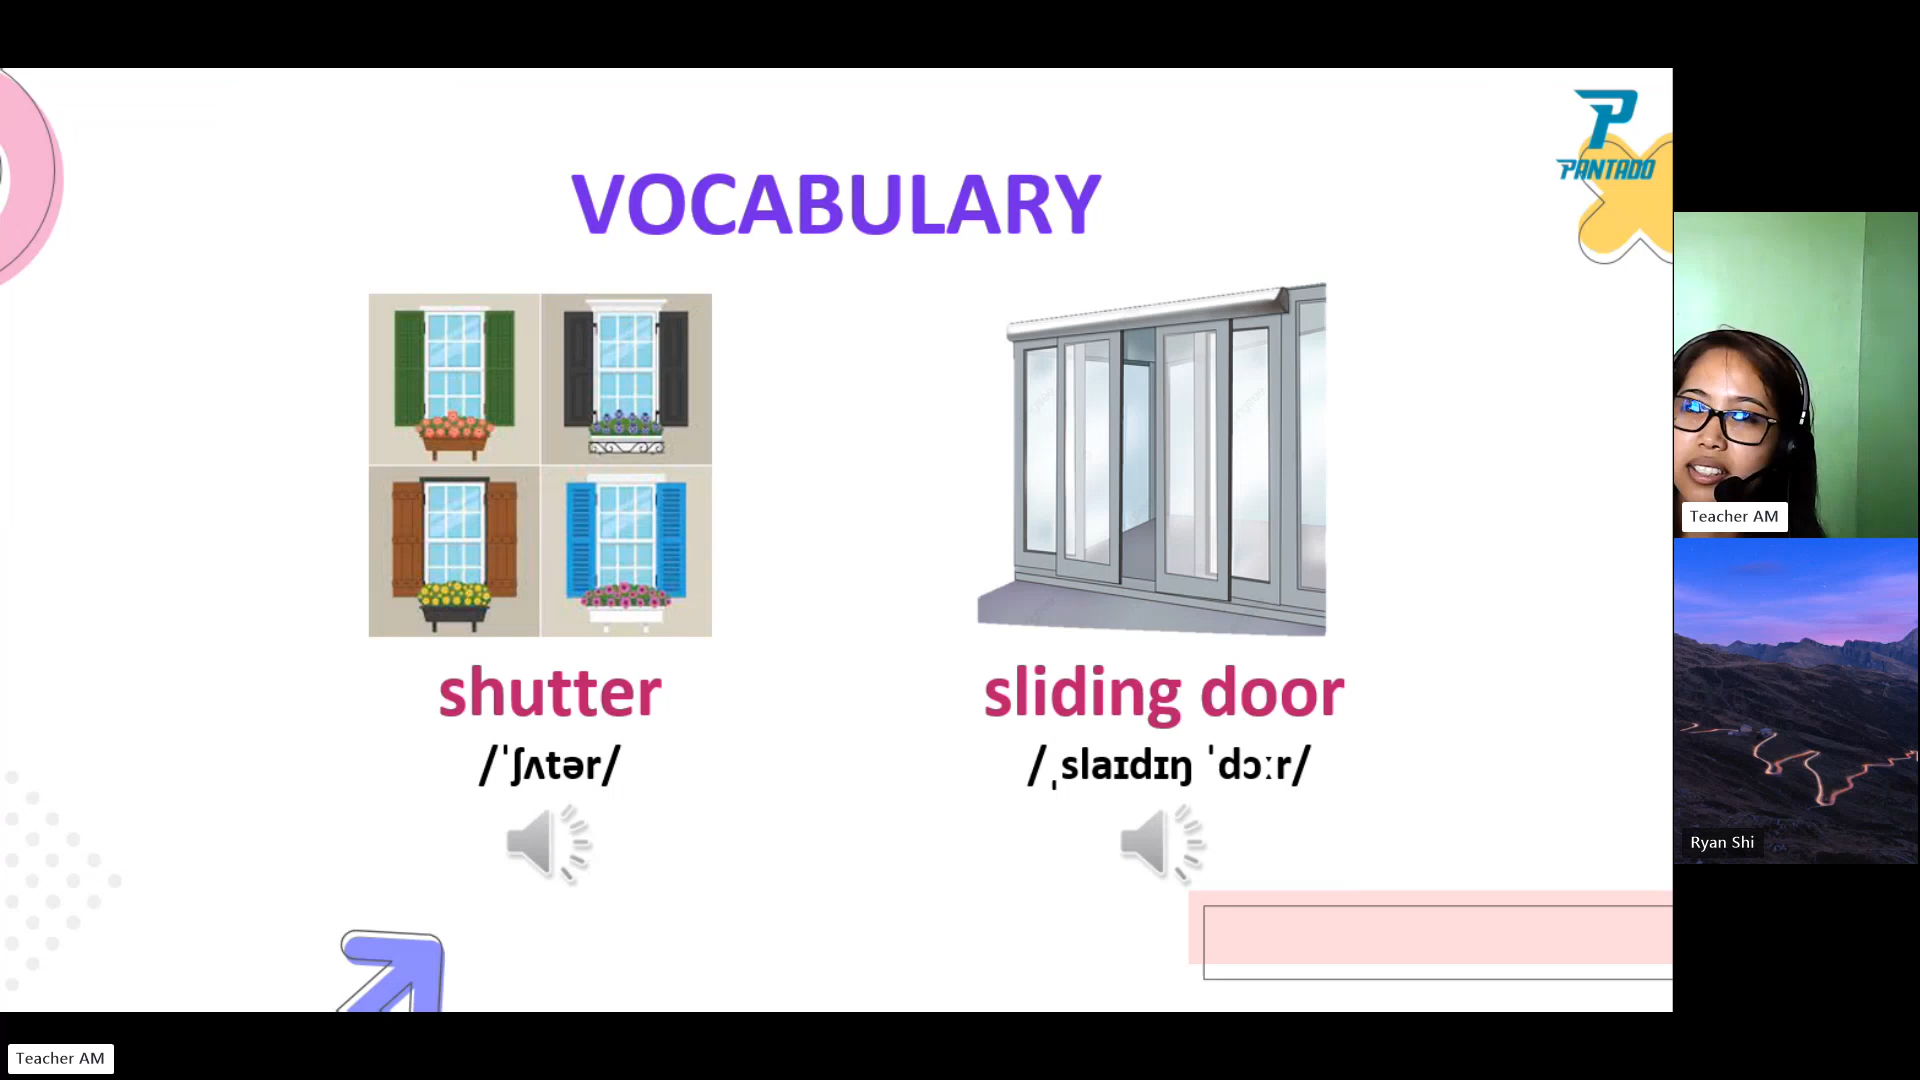 PANTADO
VOCABULARY
shutter
/ˈʃʌtər/
sliding door
/ˌslaɪdɪŋ ˈdɔːr/
Teacher AM
Ryan Shi
Teacher AM